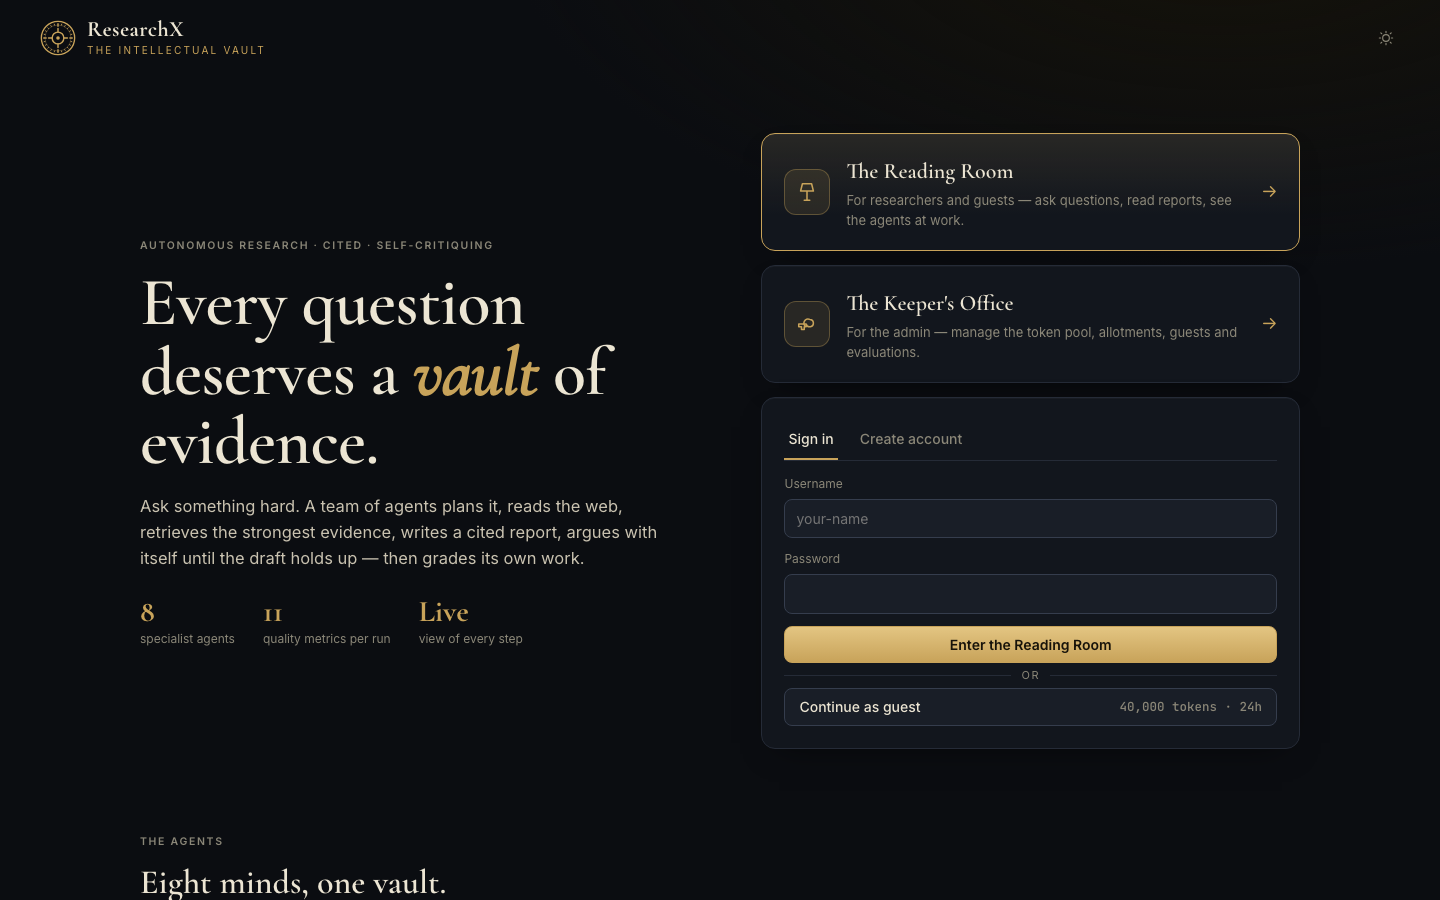 ResearchX
THE INTELLECTUAL VAULT
AUTONOMOUS RESEARCH · CITED · SELF-CRITIQUING
Every question
deserves a vault of
evidence.
Ask something hard. A team of agents plans it, reads the web,
retrieves the strongest evidence, writes a cited report, argues with
itself until the draft holds up — then grades its own work.
8
specialist agents
11
quality metrics per run
Live
view of every step
The Reading Room
For researchers and guests — ask questions, read reports, see
the agents at work.
The Keeper's Office
For the admin — manage the token pool, allotments, guests and
evaluations.
Sign in
Create account
Username
your-name
Password
Enter the Reading Room
OR
Continue as guest
40,000 tokens · 24h
THE AGENTS
Eight minds, one vault.